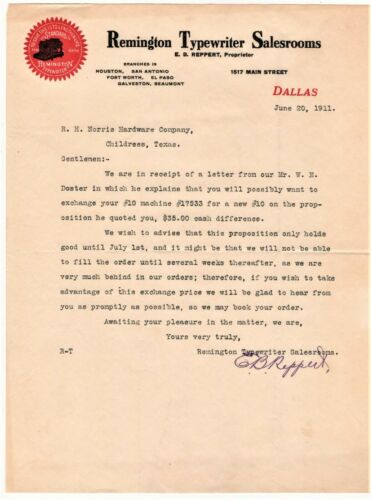 Remington Typewriter Salesrooms
E. B. REPPERT, Proprietor
BRANCHES IN
HOUSTON, SAN ANTONIO
FORT WORTH, EL PASO
GALVESTON, BEAUMONT
1517 MAIN STREET
DALLAS
STANDARD
REMINGTON
TYPEWRITER
June 20, 1911.
R. H. Norris Hardware Company,
Childress, Texas.
Gentlemen:-
We are in receipt of a letter from our Mr. W. E.
Doster in which he explains that you will possibly want to
exchange your #10 machine #17533 for a new #10 on the prop-
osition he quoted you, $35.00 cash difference.
We wish to advise that this proposition only holds
good until July 1st, and it might be that we will not be able
to fill the order until several weeks thereafter, as we are
very much behind in our orders; therefore, if you wish to take
advantage of this exchange price we will be glad to hear from
you as promptly as possible, so we may book your order.
Awaiting your pleasure in the matter, we are,
Yours very truly,
R-T
Remington Typewriter Salesrooms.
E.B.Reppert,